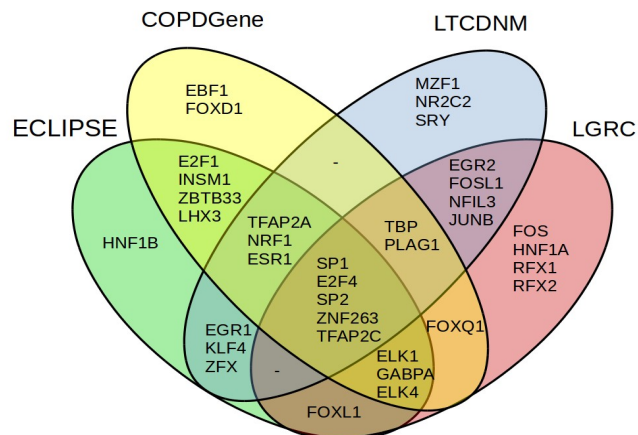 COPDGene
LTCDNM
ECLIPSE
LGRC
EBF1
FOXD1
MZF1
NR2C2
SRY
-
E2F1
INSM1
ZBTB33
LHX3
EGR2
FOSL1
NFIL3
JUNB
HNF1B
TFAP2A
NRF1
ESR1
TBP
PLAG1
FOS
HNF1A
RFX1
RFX2
SP1
E2F4
SP2
ZNF263
TFAP2C
EGR1
KLF4
ZFX
FOXQ1
-
ELK1
GABPA
ELK4
FOXL1